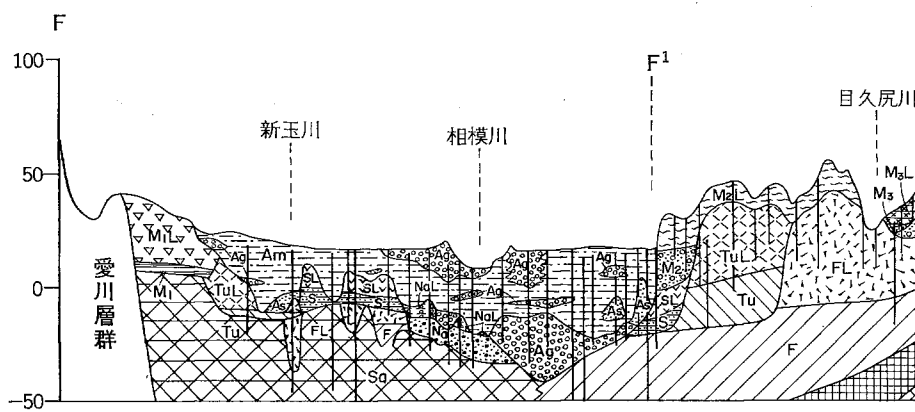 F
100
F¹
目久尻川
新玉川
相模川
50
M₃L
M₃
M₂L
M₁L
Ag
Am
Ag
Ag
M₂
TuL
FL
愛川層群
0
M₁
TuL
SL
NaL
Ag
As
S
S
As
As
SL
S
Tu
Tu
FL
F
Na
NaL
Ag
F
Sg
-50